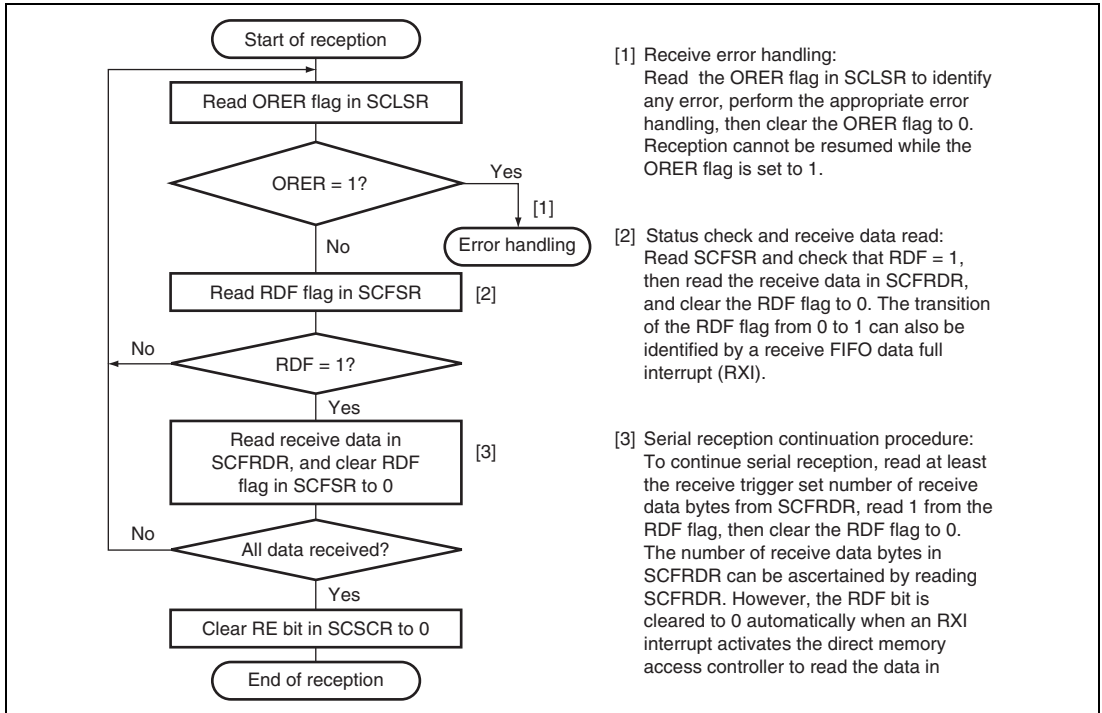 Start of reception
Read ORER flag in SCLSR
ORER = 1?
Yes
[1]
Error handling
No
Read RDF flag in SCFSR
[2]
No
RDF = 1?
Yes
Read receive data in
SCFRDR, and clear RDF
flag in SCFSR to 0
[3]
No
All data received?
Yes
Clear RE bit in SCSCR to 0
End of reception
[1] Receive error handling:
Read the ORER flag in SCLSR to identify
any error, perform the appropriate error
handling, then clear the ORER flag to 0.
Reception cannot be resumed while the
ORER flag is set to 1.
[2] Status check and receive data read:
Read SCFSR and check that RDF = 1,
then read the receive data in SCFRDR,
and clear the RDF flag to 0. The transition
of the RDF flag from 0 to 1 can also be
identified by a receive FIFO data full
interrupt (RXI).
[3] Serial reception continuation procedure:
To continue serial reception, read at least
the receive trigger set number of receive
data bytes from SCFRDR, read 1 from the
RDF flag, then clear the RDF flag to 0.
The number of receive data bytes in
SCFRDR can be ascertained by reading
SCFRDR. However, the RDF bit is
cleared to 0 automatically when an RXI
interrupt activates the direct memory
access controller to read the data in